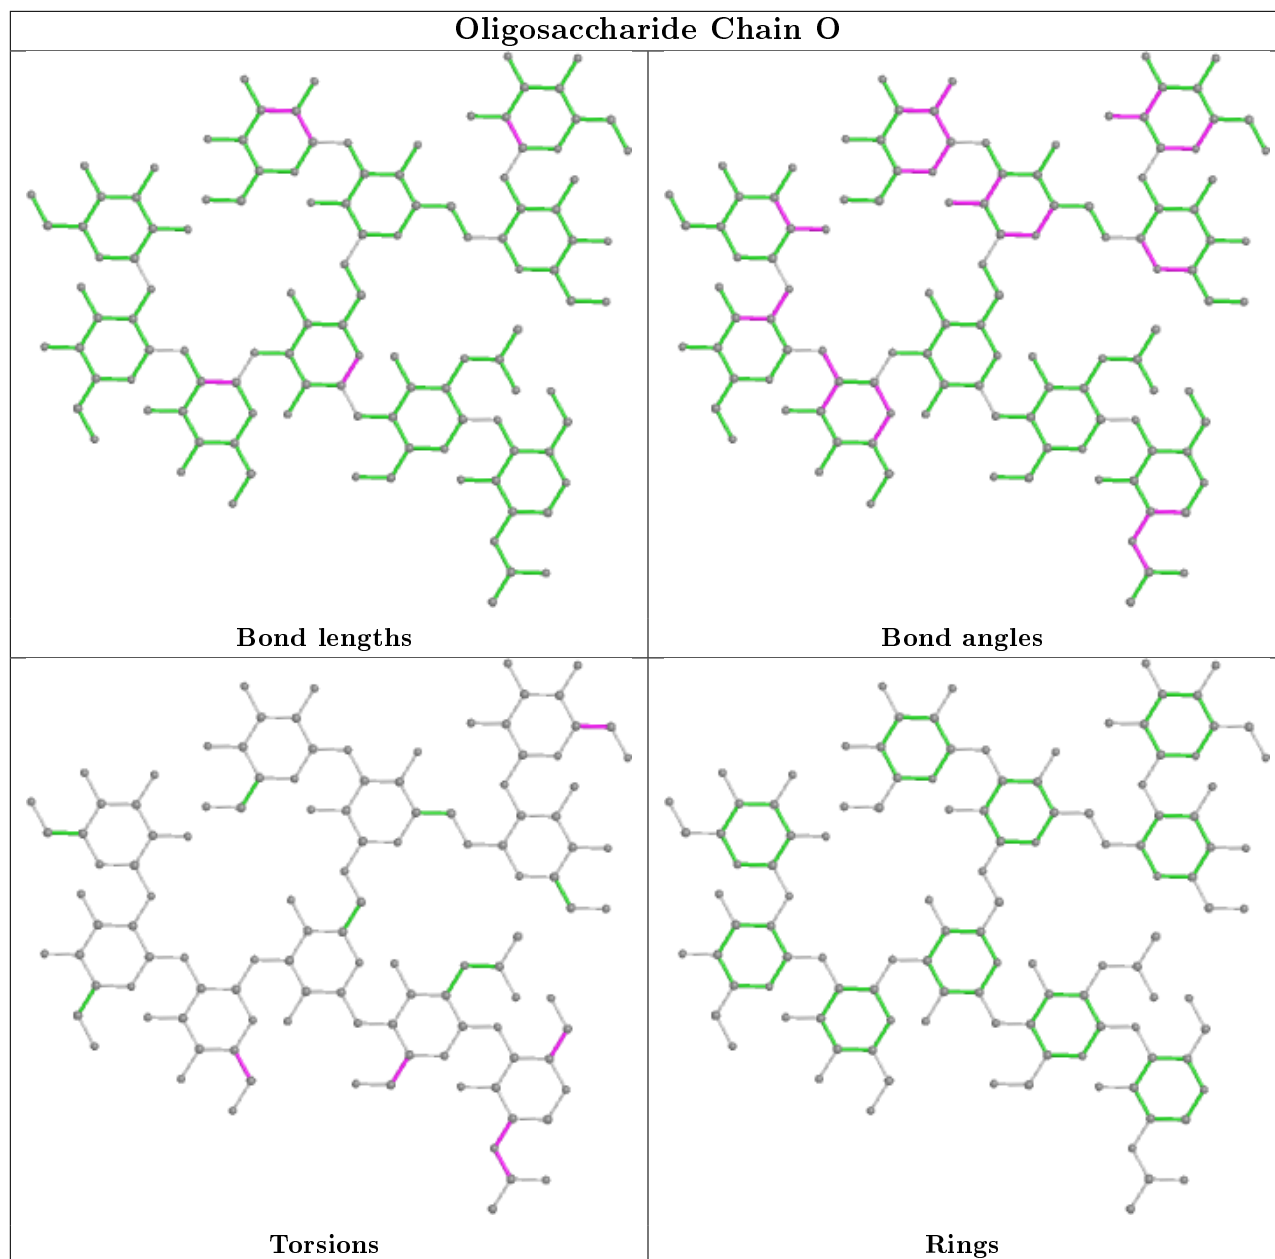 Oligosaccharide Chain O
Bond lengths
Bond angles
Torsions
Rings